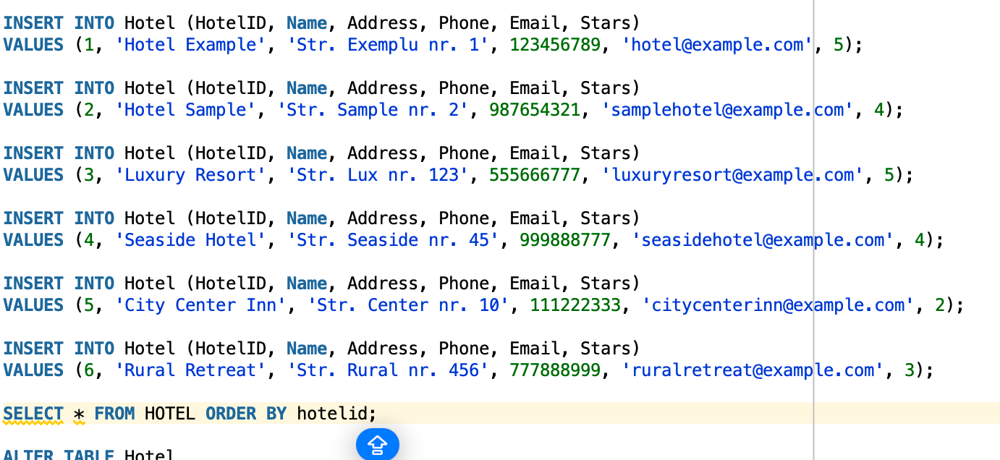 INSERT INTO Hotel (HotelID, Name, Address, Phone, Email, Stars)
VALUES (1, 'Hotel Example', 'Str. Exemplu nr. 1', 123456789, 'hotel@example.com', 5);
INSERT INTO Hotel (HotelID, Name, Address, Phone, Email, Stars)
VALUES (2, 'Hotel Sample', 'Str. Sample nr. 2', 987654321, 'samplehotel@example.com', 4);
INSERT INTO Hotel (HotelID, Name, Address, Phone, Email, Stars)
VALUES (3, 'Luxury Resort', 'Str. Lux nr. 123', 555666777, 'luxuryresort@example.com', 5);
INSERT INTO Hotel (HotelID, Name, Address, Phone, Email, Stars)
VALUES (4, 'Seaside Hotel', 'Str. Seaside nr. 45', 999888777, 'seasidehotel@example.com', 4);
INSERT INTO Hotel (HotelID, Name, Address, Phone, Email, Stars)
VALUES (5, 'City Center Inn', 'Str. Center nr. 10', 111222333, 'citycenterinn@example.com', 2);
INSERT INTO Hotel (HotelID, Name, Address, Phone, Email, Stars)
VALUES (6, 'Rural Retreat', 'Str. Rural nr. 456', 777888999, 'ruralretreat@example.com', 3);
SELECT * FROM HOTEL ORDER BY hotelid;
ALTER TABLE Hotel